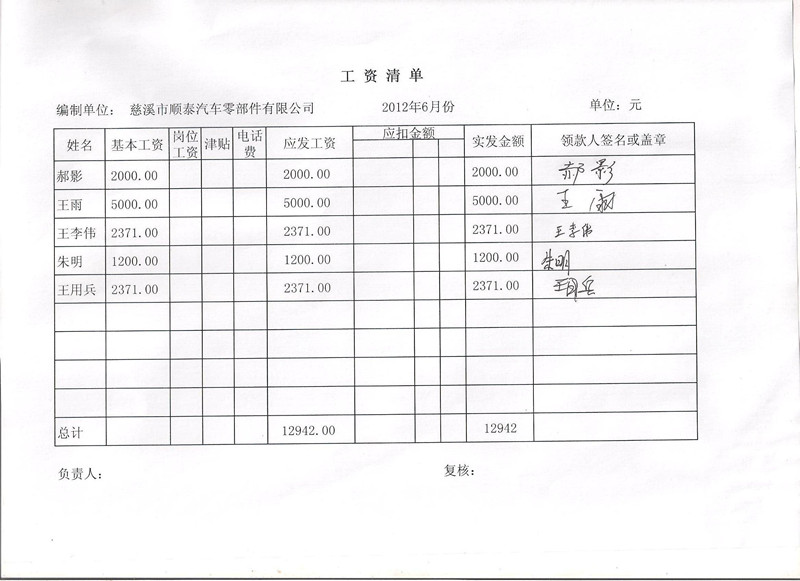 工资清单
编制单位： 慈溪市顺泰汽车零部件有限公司 2012年6月份 单位：元
姓名 基本工资 岗位工资 津贴 电话费 应发工资 应扣金额 实发金额 领款人签名或盖章
郝影 2000.00 2000.00 2000.00 郝影
王雨 5000.00 5000.00 5000.00 王雨
王李伟 2371.00 2371.00 2371.00 王李伟
朱明 1200.00 1200.00 1200.00 朱明
王用兵 2371.00 2371.00 2371.00 王用兵
总计 12942.00 12942
负责人： 复核：